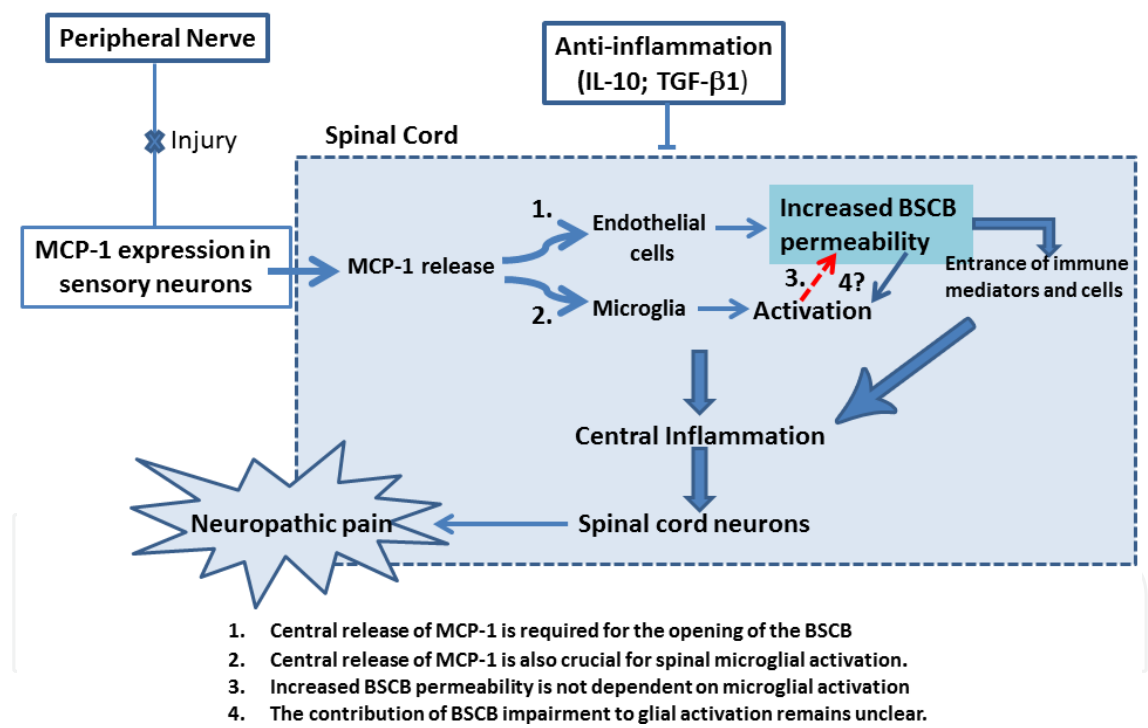 Peripheral Nerve
Anti-inflammation
(IL-10; TGF-β1)
Injury
Spinal Cord
MCP-1 expression in
sensory neurons
MCP-1 release
1.
Endothelial
cells
Increased BSCB
permeability
Entrance of immune
mediators and cells
2.
Microglia
Activation
3.
4?
Central Inflammation
Spinal cord neurons
Neuropathic pain
1. Central release of MCP-1 is required for the opening of the BSCB
2. Central release of MCP-1 is also crucial for spinal microglial activation.
3. Increased BSCB permeability is not dependent on microglial activation
4. The contribution of BSCB impairment to glial activation remains unclear.